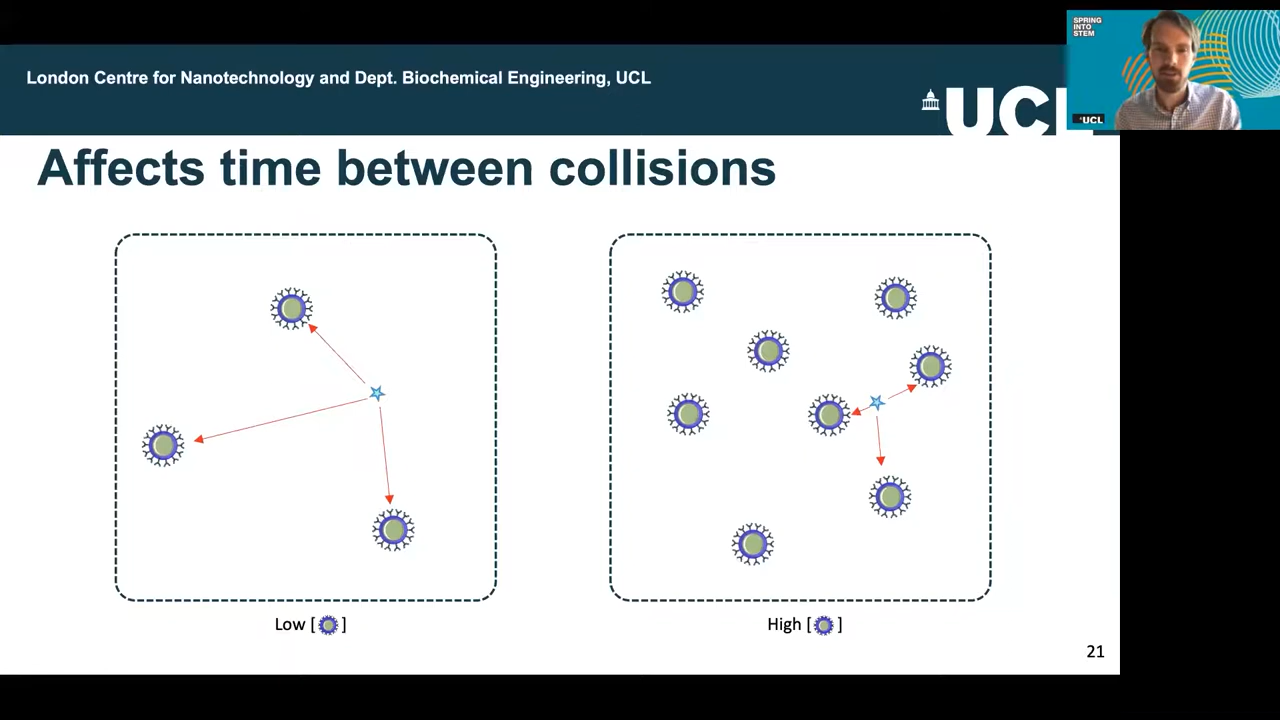 SPRING
INTO
STEM
London Centre for Nanotechnology and Dept. Biochemical Engineering, UCL
UCL
UCL
Affects time between collisions
Low [ ]
High [ ]
21